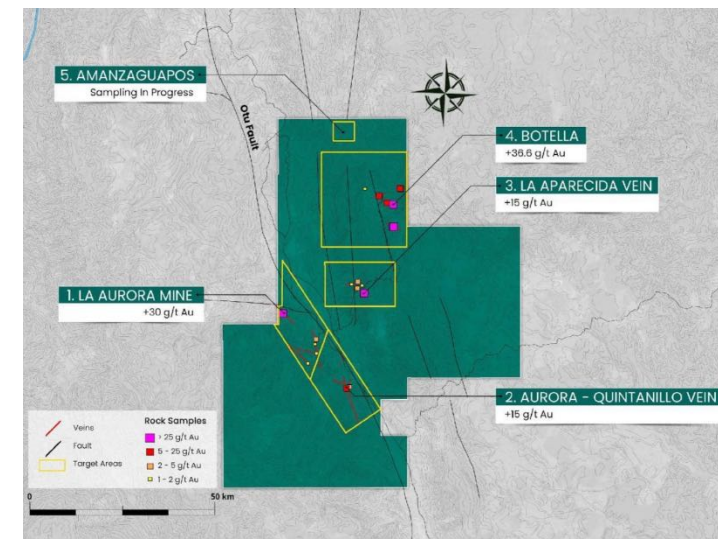 5. AMANZAGUAPOS
Sampling In Progress
Otu Fault
4. BOTELLA
+36.6 g/t Au
3. LA APARECIDA VEIN
+15 g/t Au
1. LA AURORA MINE
+30 g/t Au
2. AURORA - QUINTANILLO VEIN
+15 g/t Au
Veins
Fault
Target Areas
Rock Samples
> 25 g/t Au
5 - 25 g/t Au
2 - 5 g/t Au
1 - 2 g/t Au
0 50 km